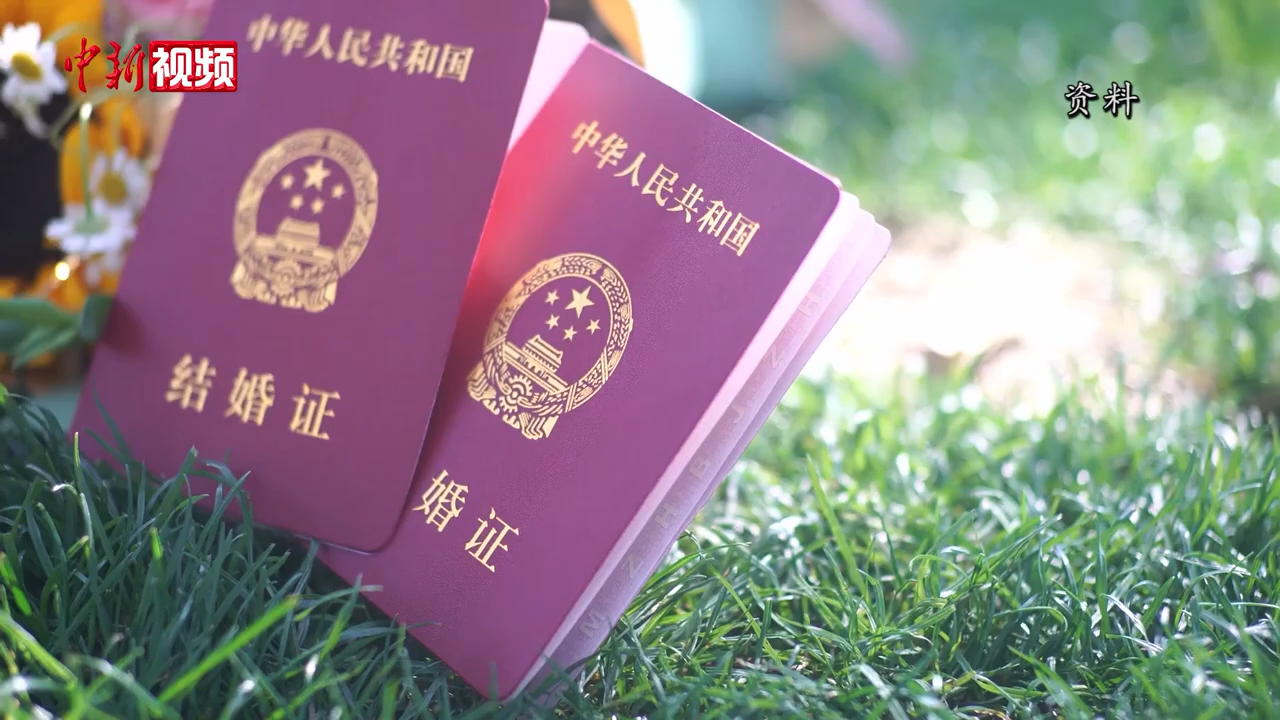 中新视频
资料
中华人民共和国
结婚证
中华人民共和国
婚证